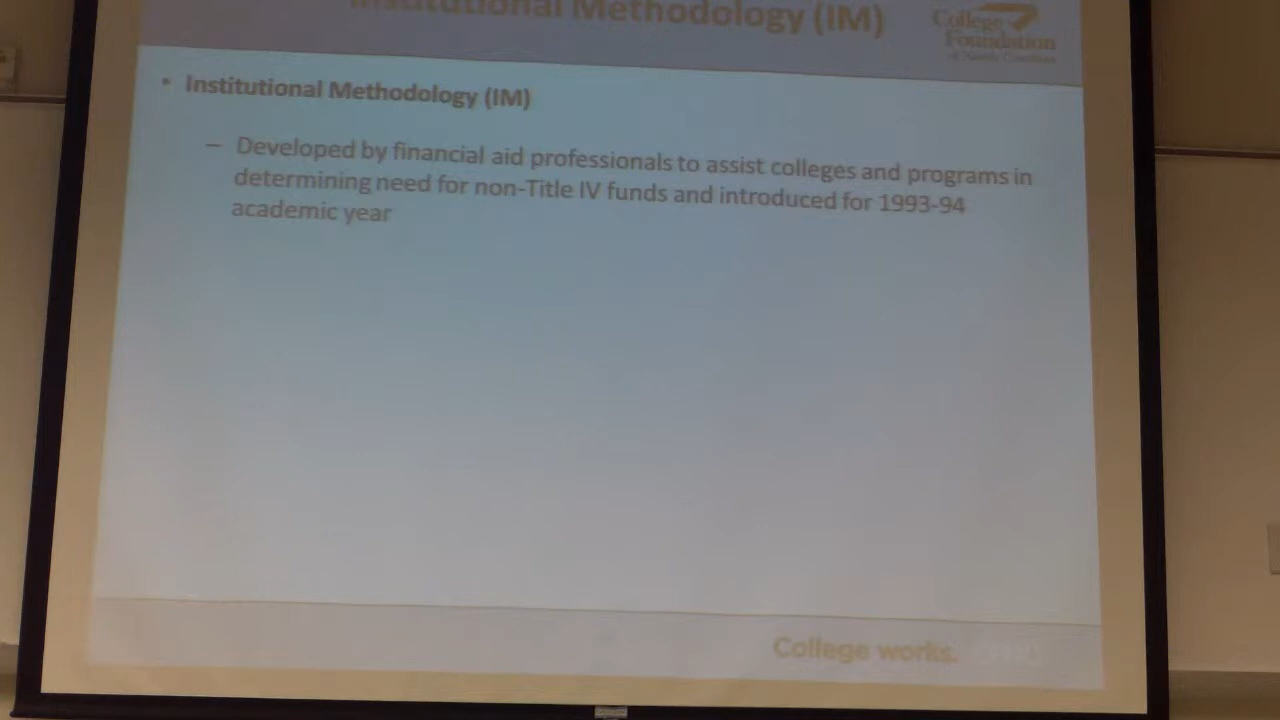 Institutional Methodology (IM)
College
Foundation
of North Carolina
• Institutional Methodology (IM)
– Developed by financial aid professionals to assist colleges and programs in
determining need for non-Title IV funds and introduced for 1993-94
academic year
College works.